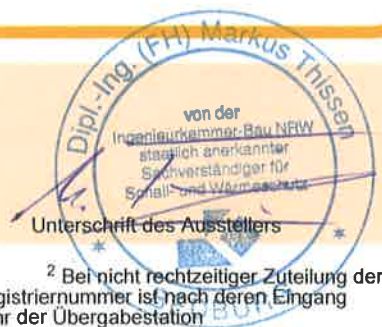 Dipl.-Ing. (FH) Markus Thissen
von der
Ingenieurkammer-Bau NRW
staatlich anerkannter
Sachverständiger für
Schall- und Wärmeschutz
Unterschrift des Ausstellers
² Bei nicht rechtzeitiger Zuteilung der
gistriernummer ist nach deren Eingang
hr der Übergabestation